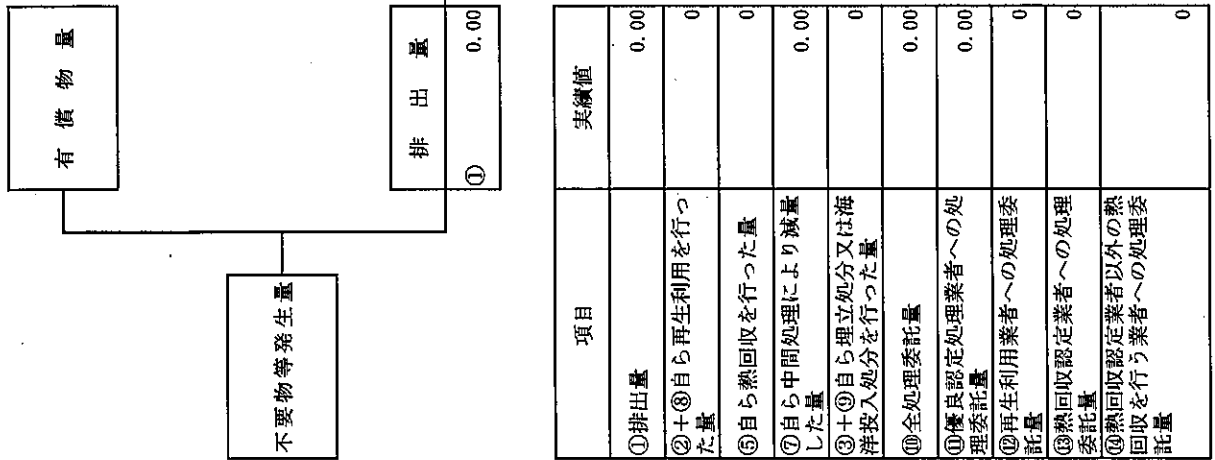 有償物量
不要物等発生量
排出量
① 0.00
項目 実績値
①排出量 0.00
②+⑧自ら再生利用を行っ
た量 0
⑤自ら熱回収を行った量 0
⑦自ら中間処理により減量
した量 0.00
③+⑨自ら埋立処分又は海
洋投入処分を行った量 0
⑩全処理委託量 0.00
⑪優良認定処理業者への処
理委託量 0.00
⑫再生利用業者への処理委
託量 0
⑬熱回収認定業者への処理
委託量 0
⑭熱回収認定業者以外の熱
回収を行う業者への処理委
託量 0